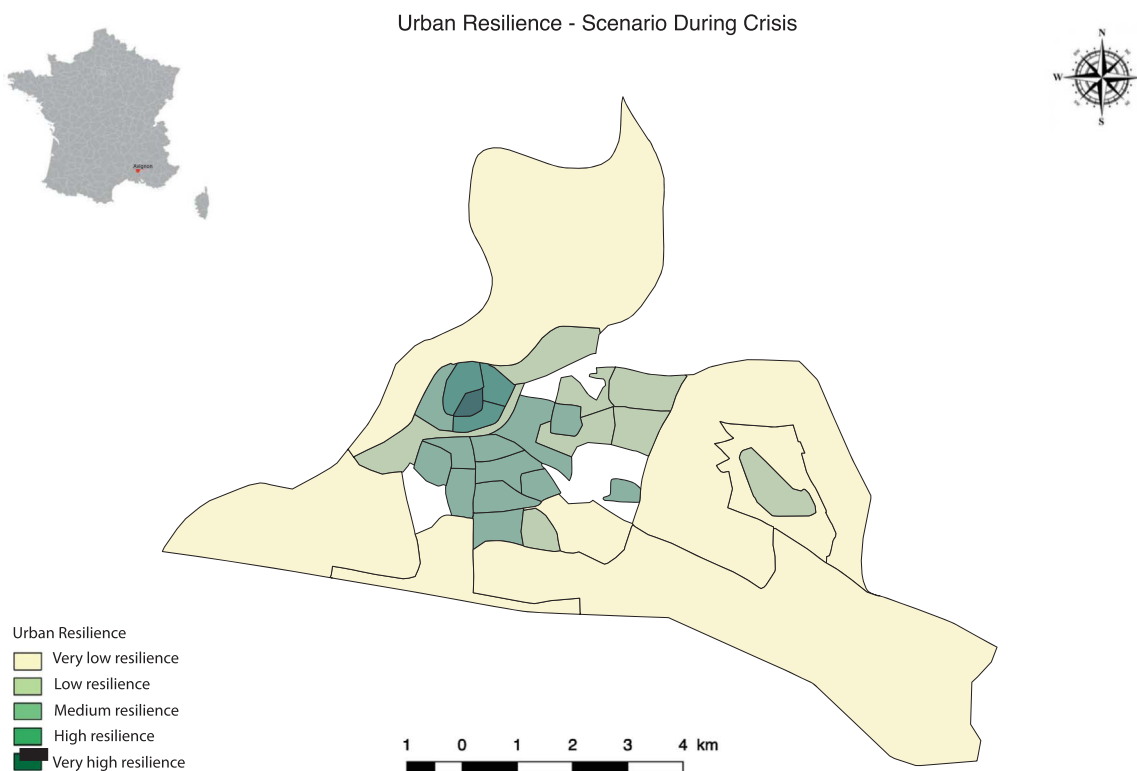 Urban Resilience - Scenario During Crisis
Avignon
N
W
S
Urban Resilience
Very low resilience
Low resilience
Medium resilience
High resilience
Very high resilience
1 0 1 2 3 4 km